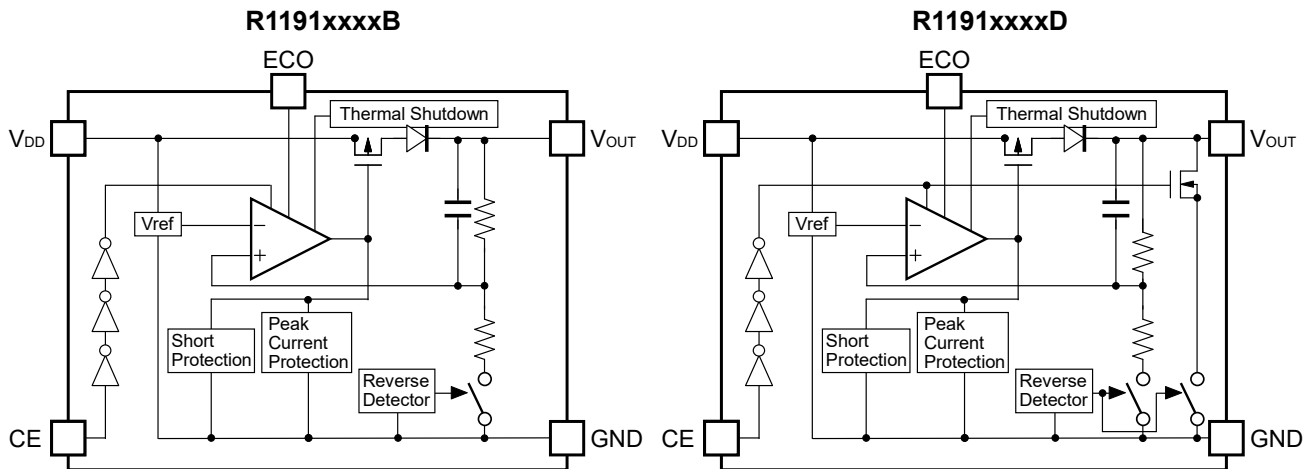 R1191xxxxB
ECO
Thermal Shutdown
VDD
VOUT
Vref
−
+
Short
Protection
Peak
Current
Protection
Reverse
Detector
CE
GND
R1191xxxxD
ECO
Thermal Shutdown
VDD
VOUT
Vref
−
+
Short
Protection
Peak
Current
Protection
Reverse
Detector
CE
GND